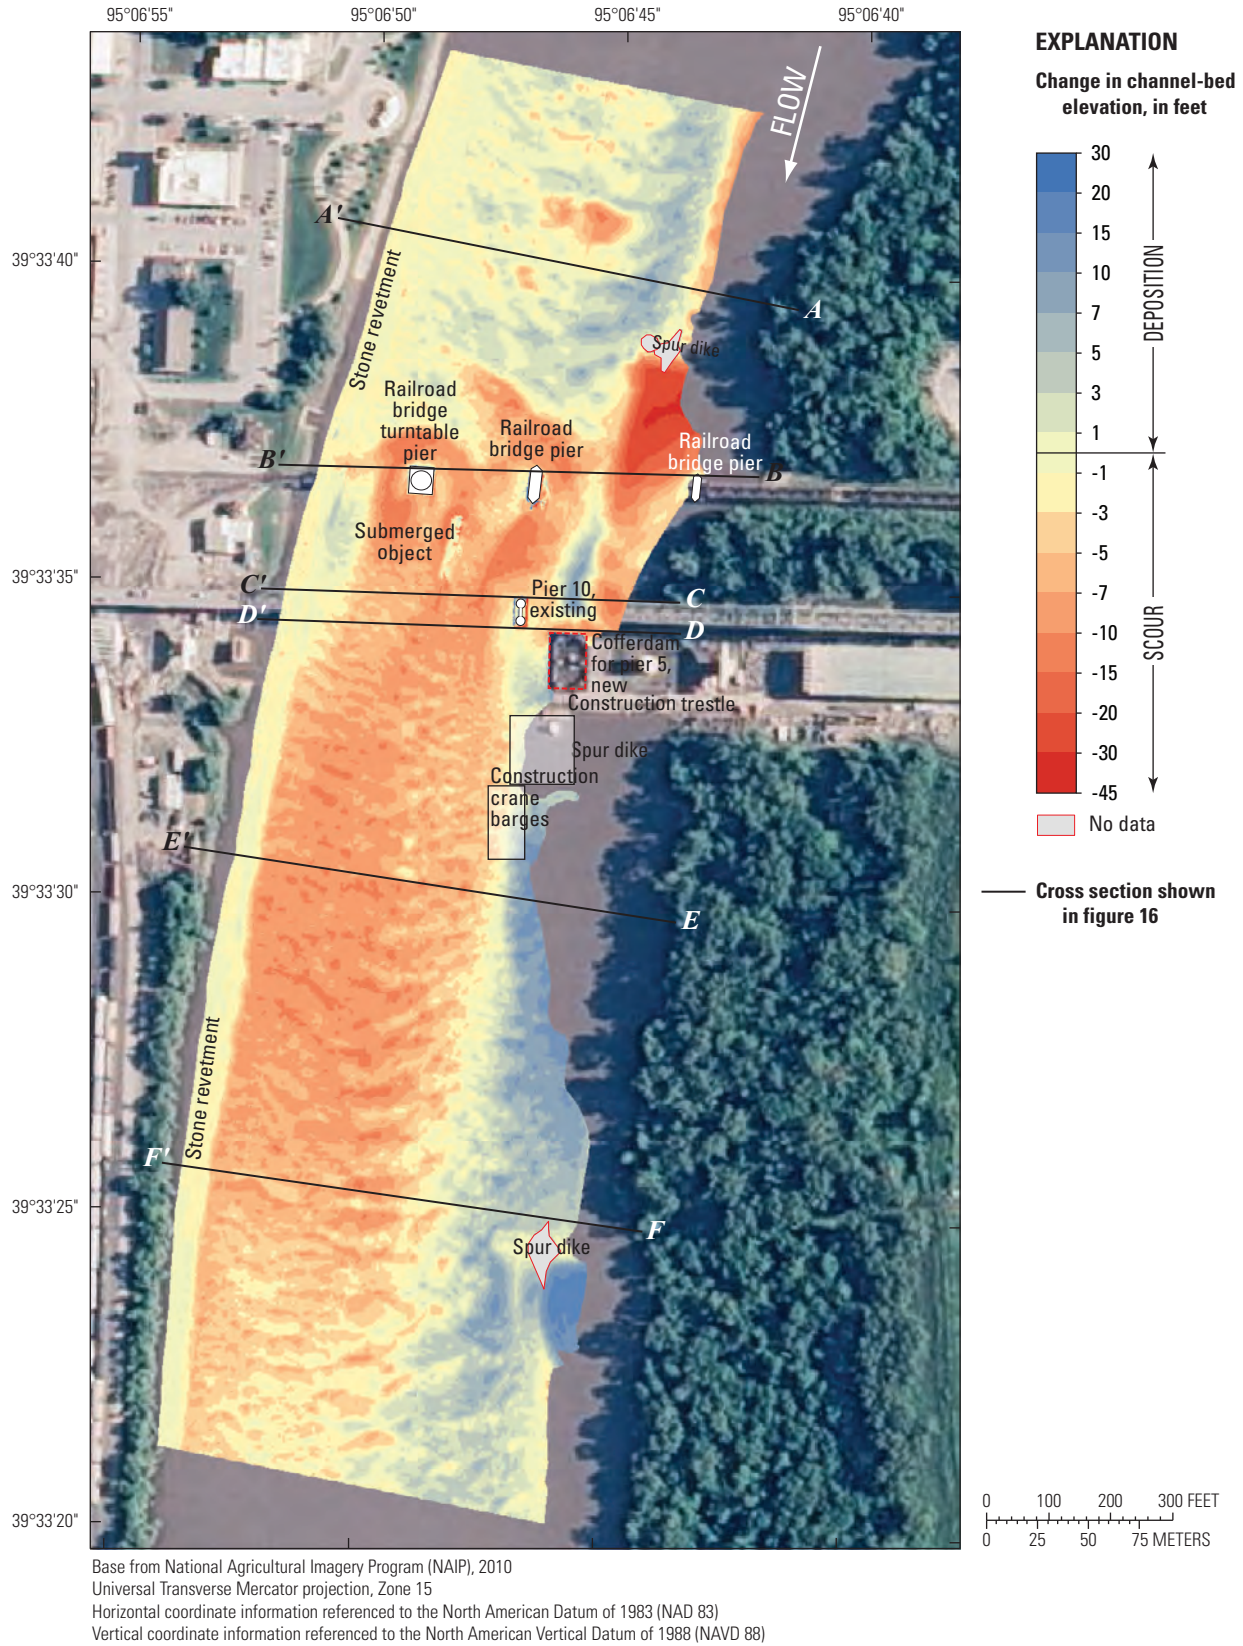 95°06'55"
95°06'50"
95°06'45"
95°06'40"
39°33'40"
39°33'35"
39°33'30"
39°33'25"
39°33'20"
FLOW
A'
A
Stone revetment
Spur dike
Railroad
bridge
turntable
pier
Railroad
bridge pier
Railroad
bridge pier
B'
B
Submerged
object
C'
C
Pier 10,
existing
D'
D
Cofferdam
for pier 5,
new
Construction trestle
Spur dike
Construction
crane
barges
E'
E
Stone revetment
F'
F
Spur dike
EXPLANATION
Change in channel-bed
elevation, in feet
30
20
15
10
7
5
3
1
-1
-3
-5
-7
-10
-15
-20
-30
-45
DEPOSITION
SCOUR
No data
Cross section shown
in figure 16
0 100 200 300 FEET
0 25 50 75 METERS
Base from National Agricultural Imagery Program (NAIP), 2010
Universal Transverse Mercator projection, Zone 15
Horizontal coordinate information referenced to the North American Datum of 1983 (NAD 83)
Vertical coordinate information referenced to the North American Vertical Datum of 1988 (NAVD 88)